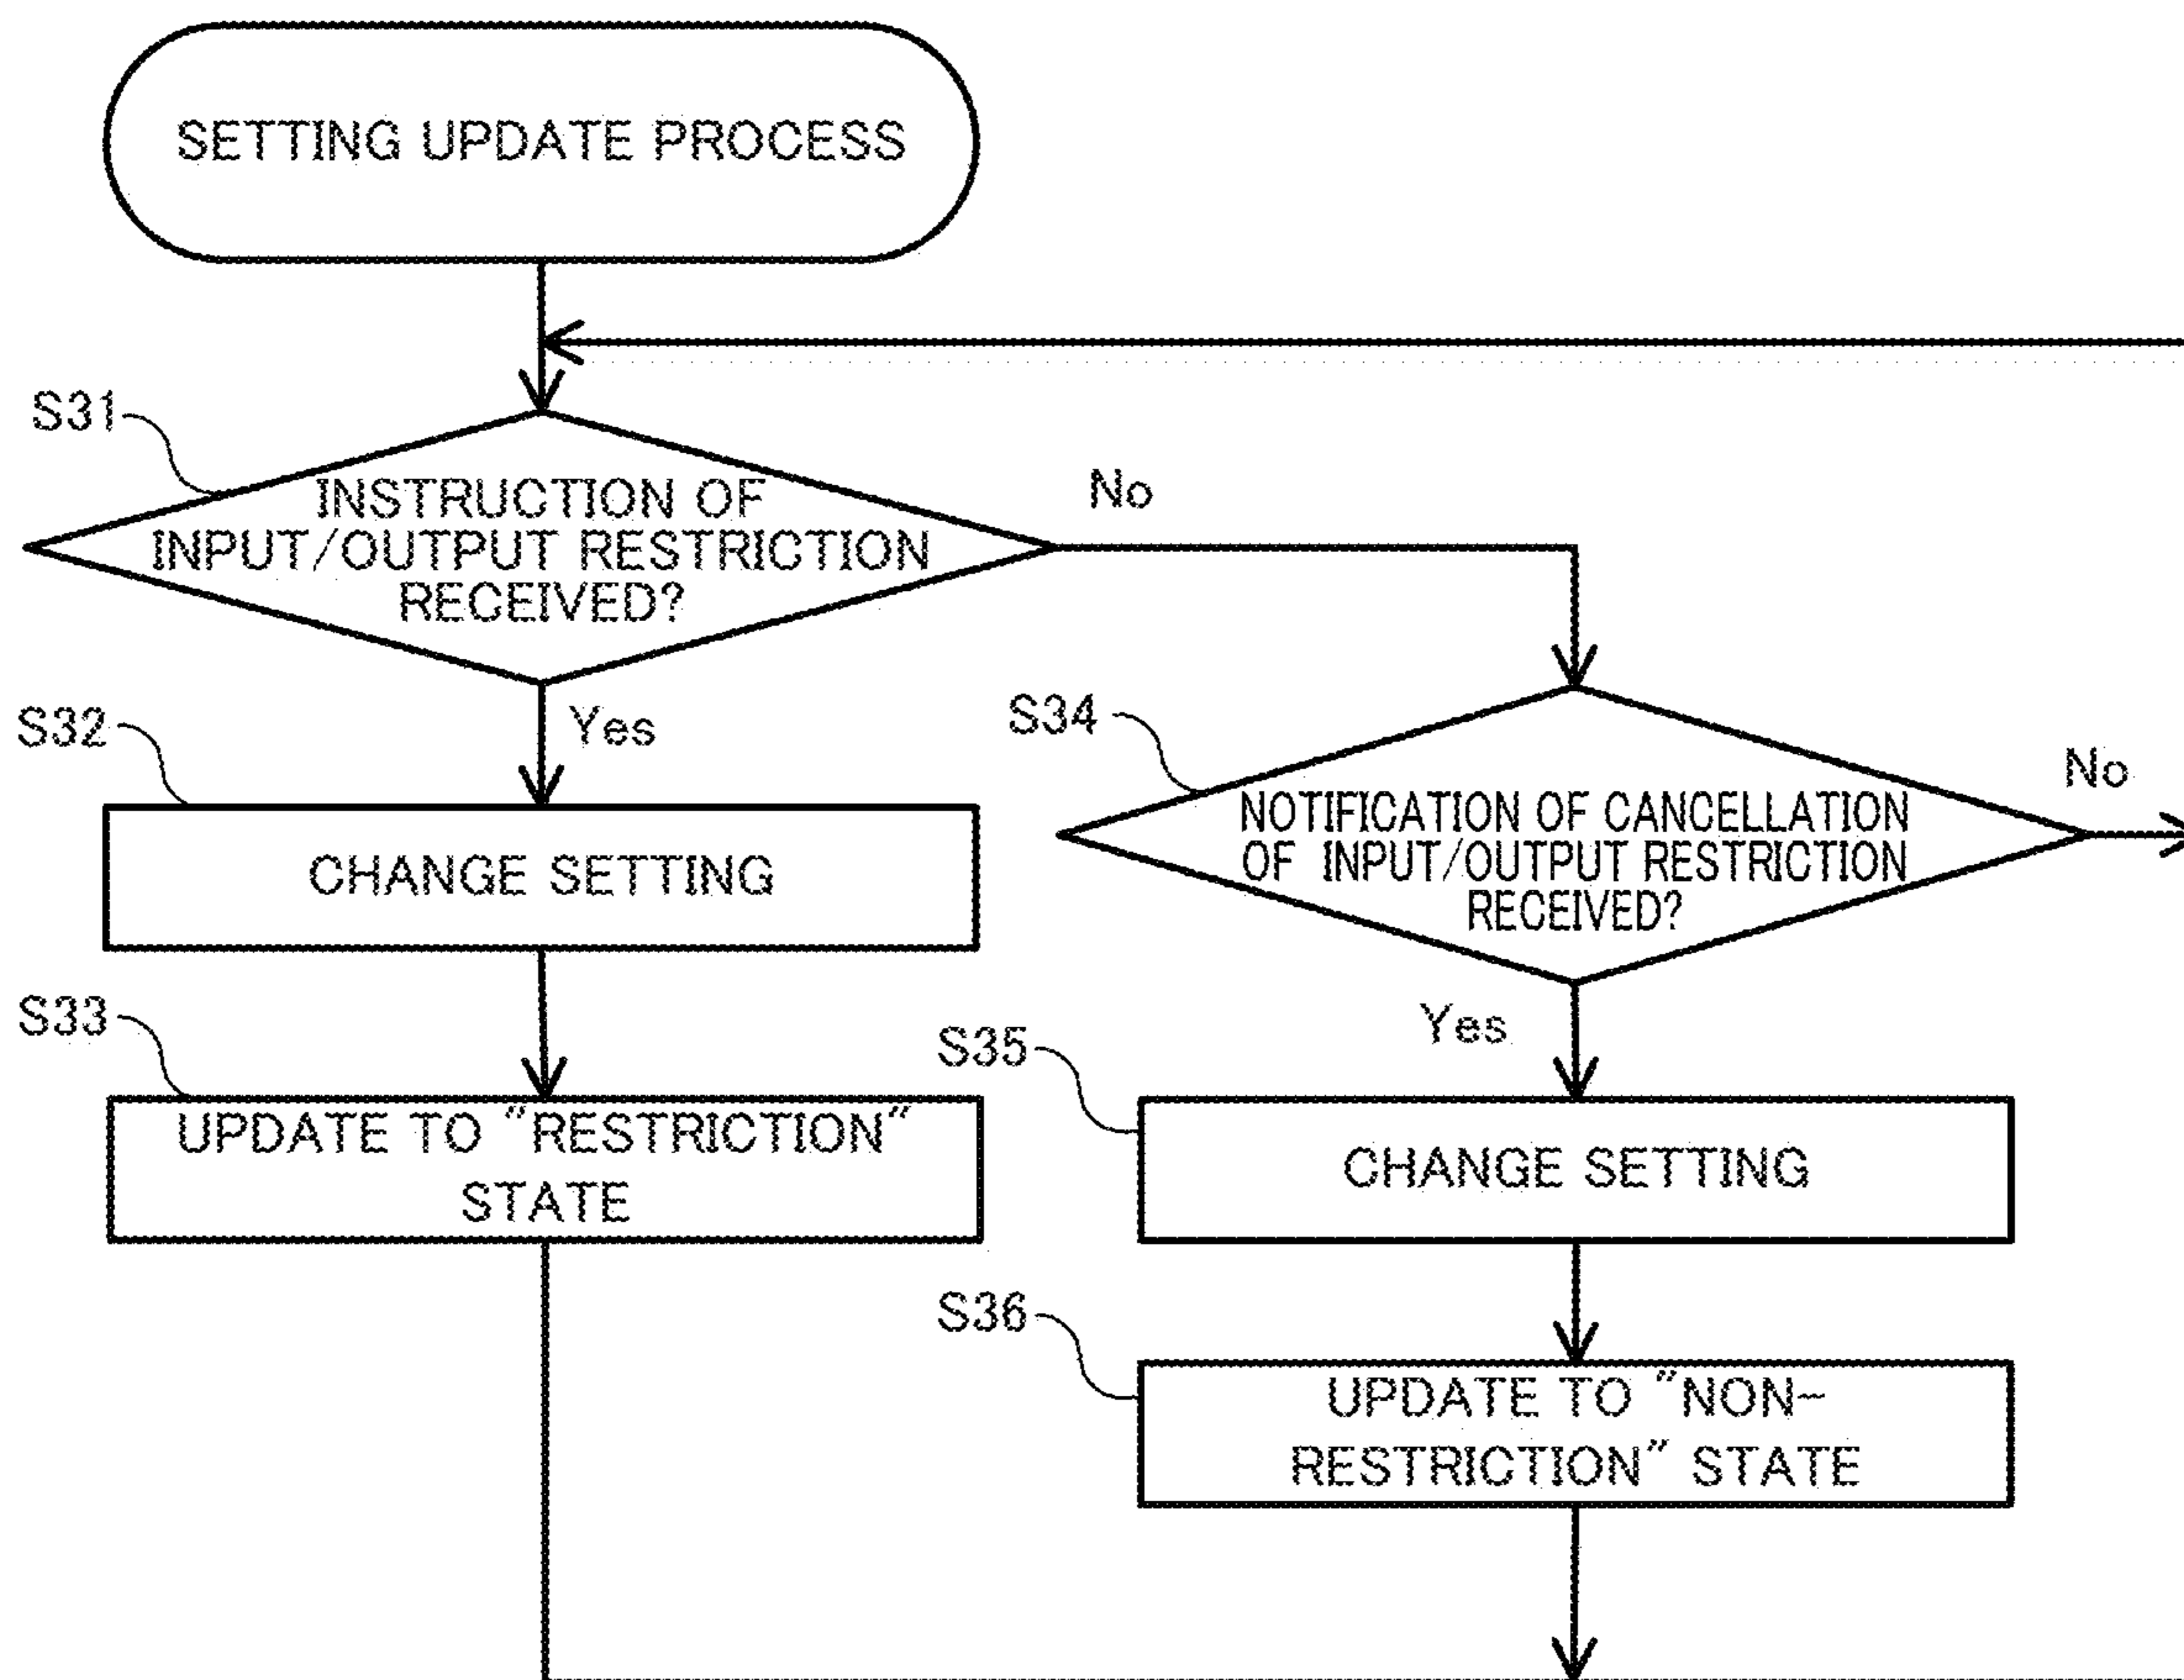 SETTING UPDATE PROCESS
S31
INSTRUCTION OF
INPUT/OUTPUT RESTRICTION
RECEIVED?
No
Yes
S32
CHANGE SETTING
S33
UPDATE TO "RESTRICTION"
STATE
S34
NOTIFICATION OF CANCELLATION
OF INPUT/OUTPUT RESTRICTION
RECEIVED?
No
Yes
S35
CHANGE SETTING
S36
UPDATE TO "NON-
RESTRICTION" STATE